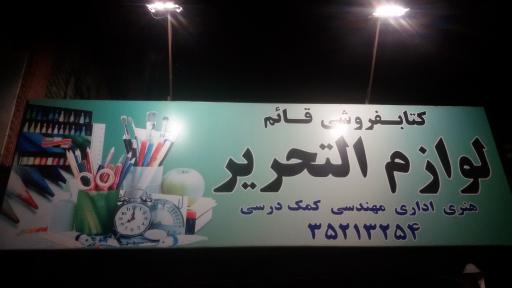 کتابفروشی قائم
لوازم التحریر
هنری اداری مهندسی کمک درسی
۳۵۲۱۳۲۵۴